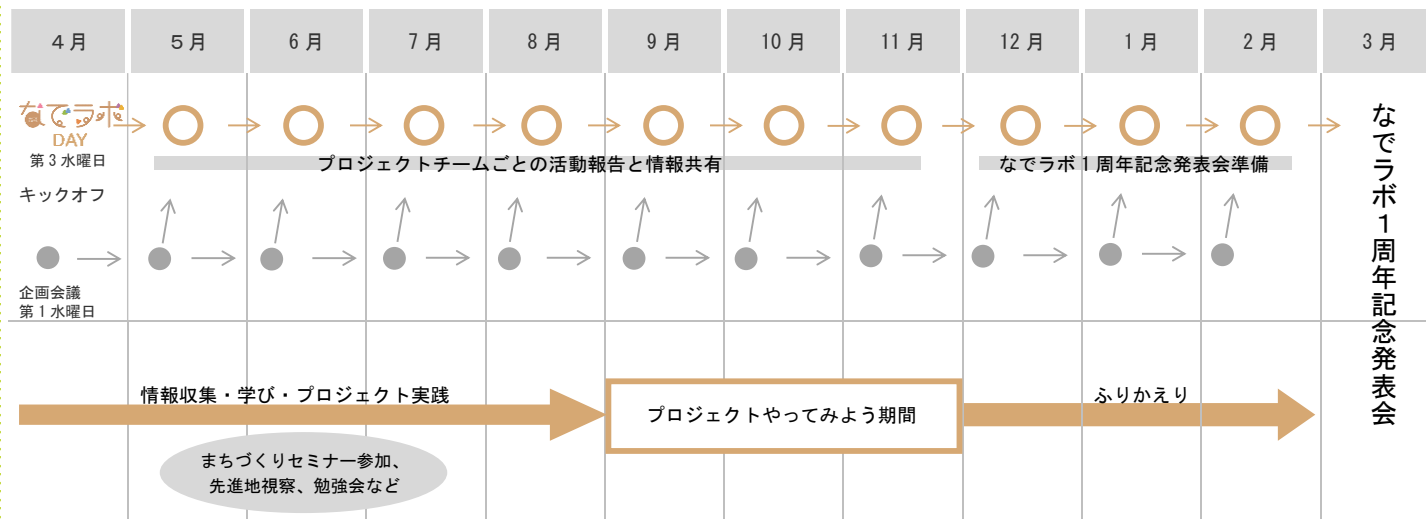 4月 5月 6月 7月 8月 9月 10月 11月 12月 1月 2月 3月
なでラボ
DAY
第3水曜日
プロジェクトチームごとの活動報告と情報共有
なでラボ1周年記念発表会準備
キックオフ
企画会議
第1水曜日
なでラボ1周年記念発表会
情報収集・学び・プロジェクト実践
プロジェクトやってみよう期間
ふりかえり
まちづくりセミナー参加、
先進地視察、勉強会など